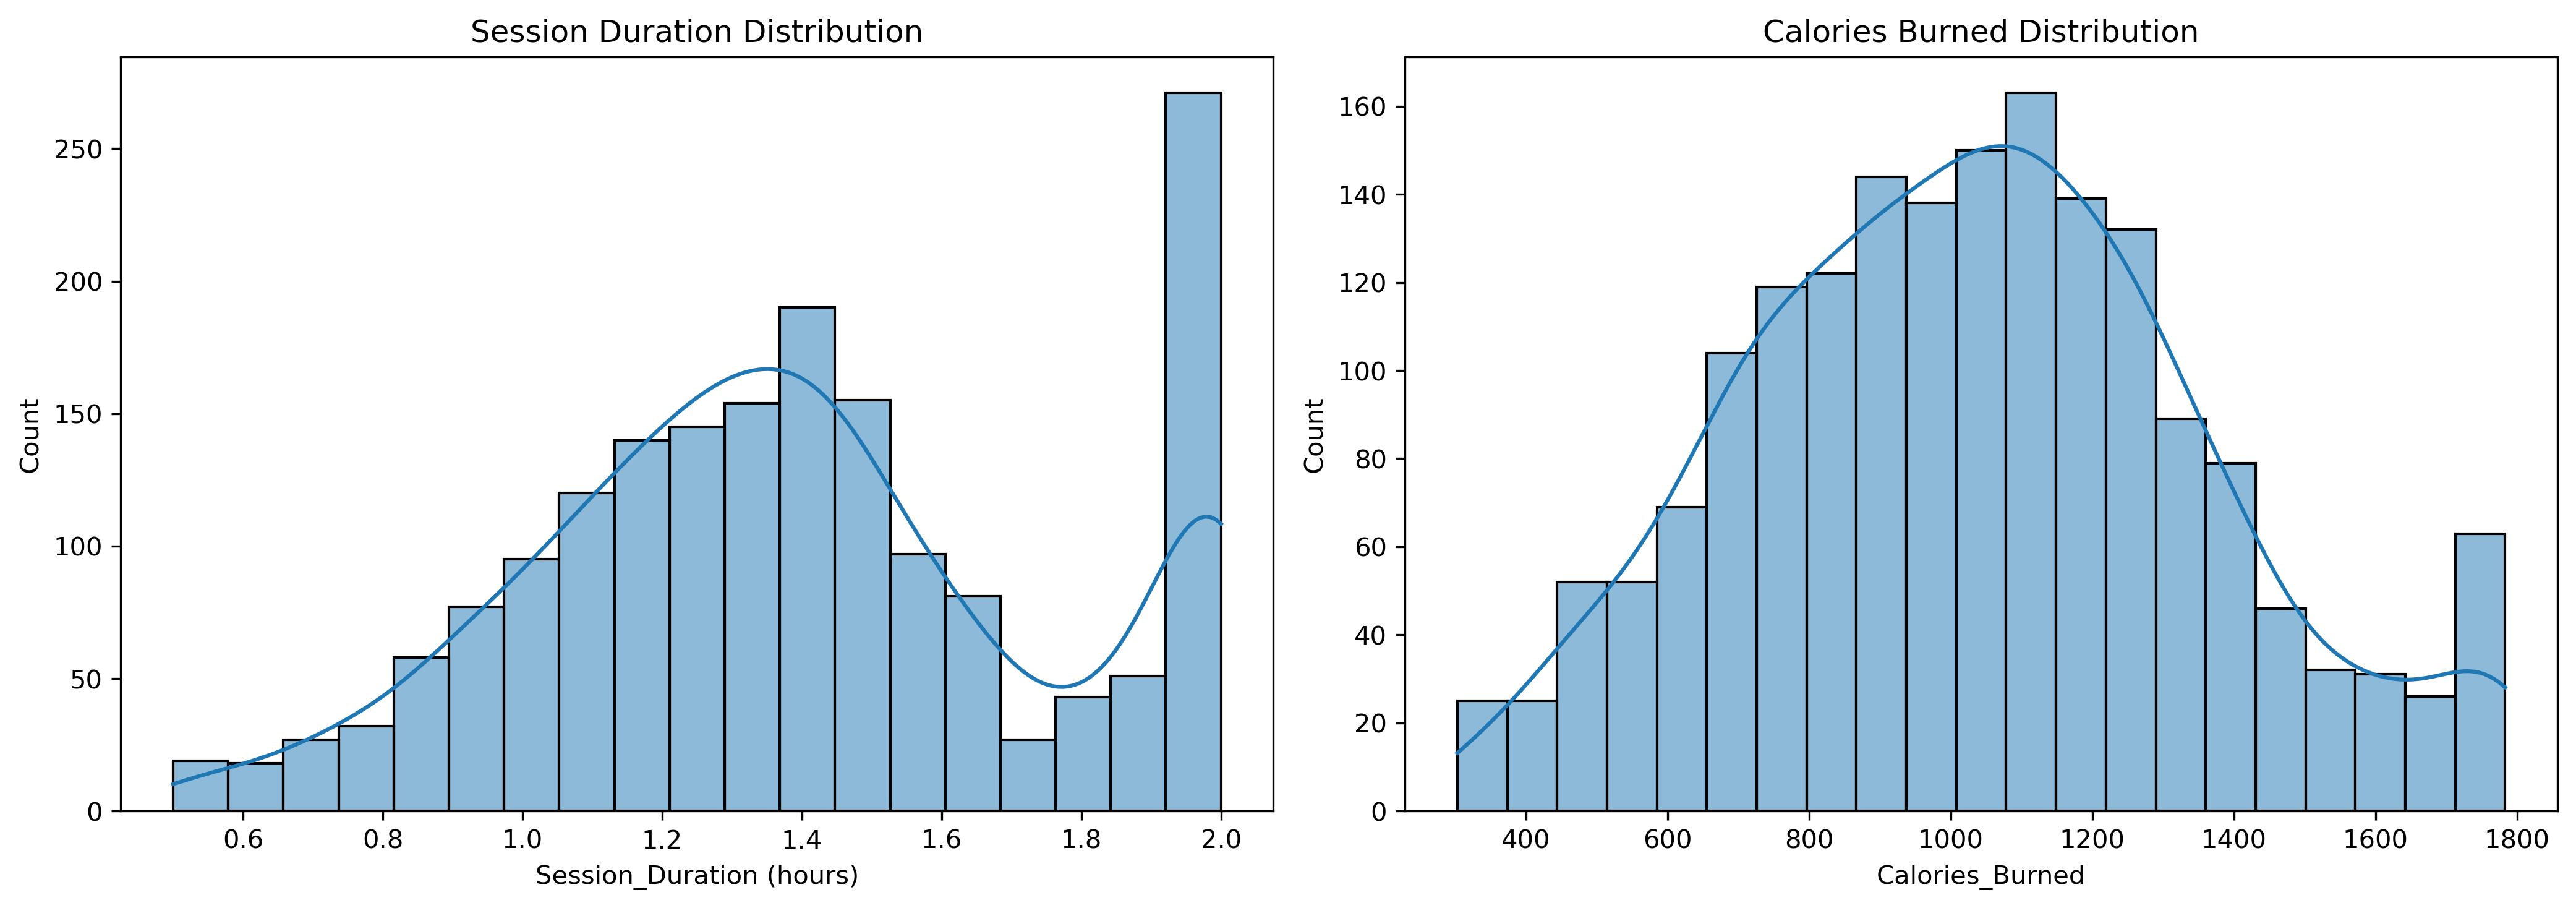 Session Duration Distribution
Count
250
200
150
100
50
0
0.6 0.8 1.0 1.2 1.4 1.6 1.8 2.0
Session_Duration (hours)
Calories Burned Distribution
Count
160
140
120
100
80
60
40
20
0
400 600 800 1000 1200 1400 1600 1800
Calories_Burned